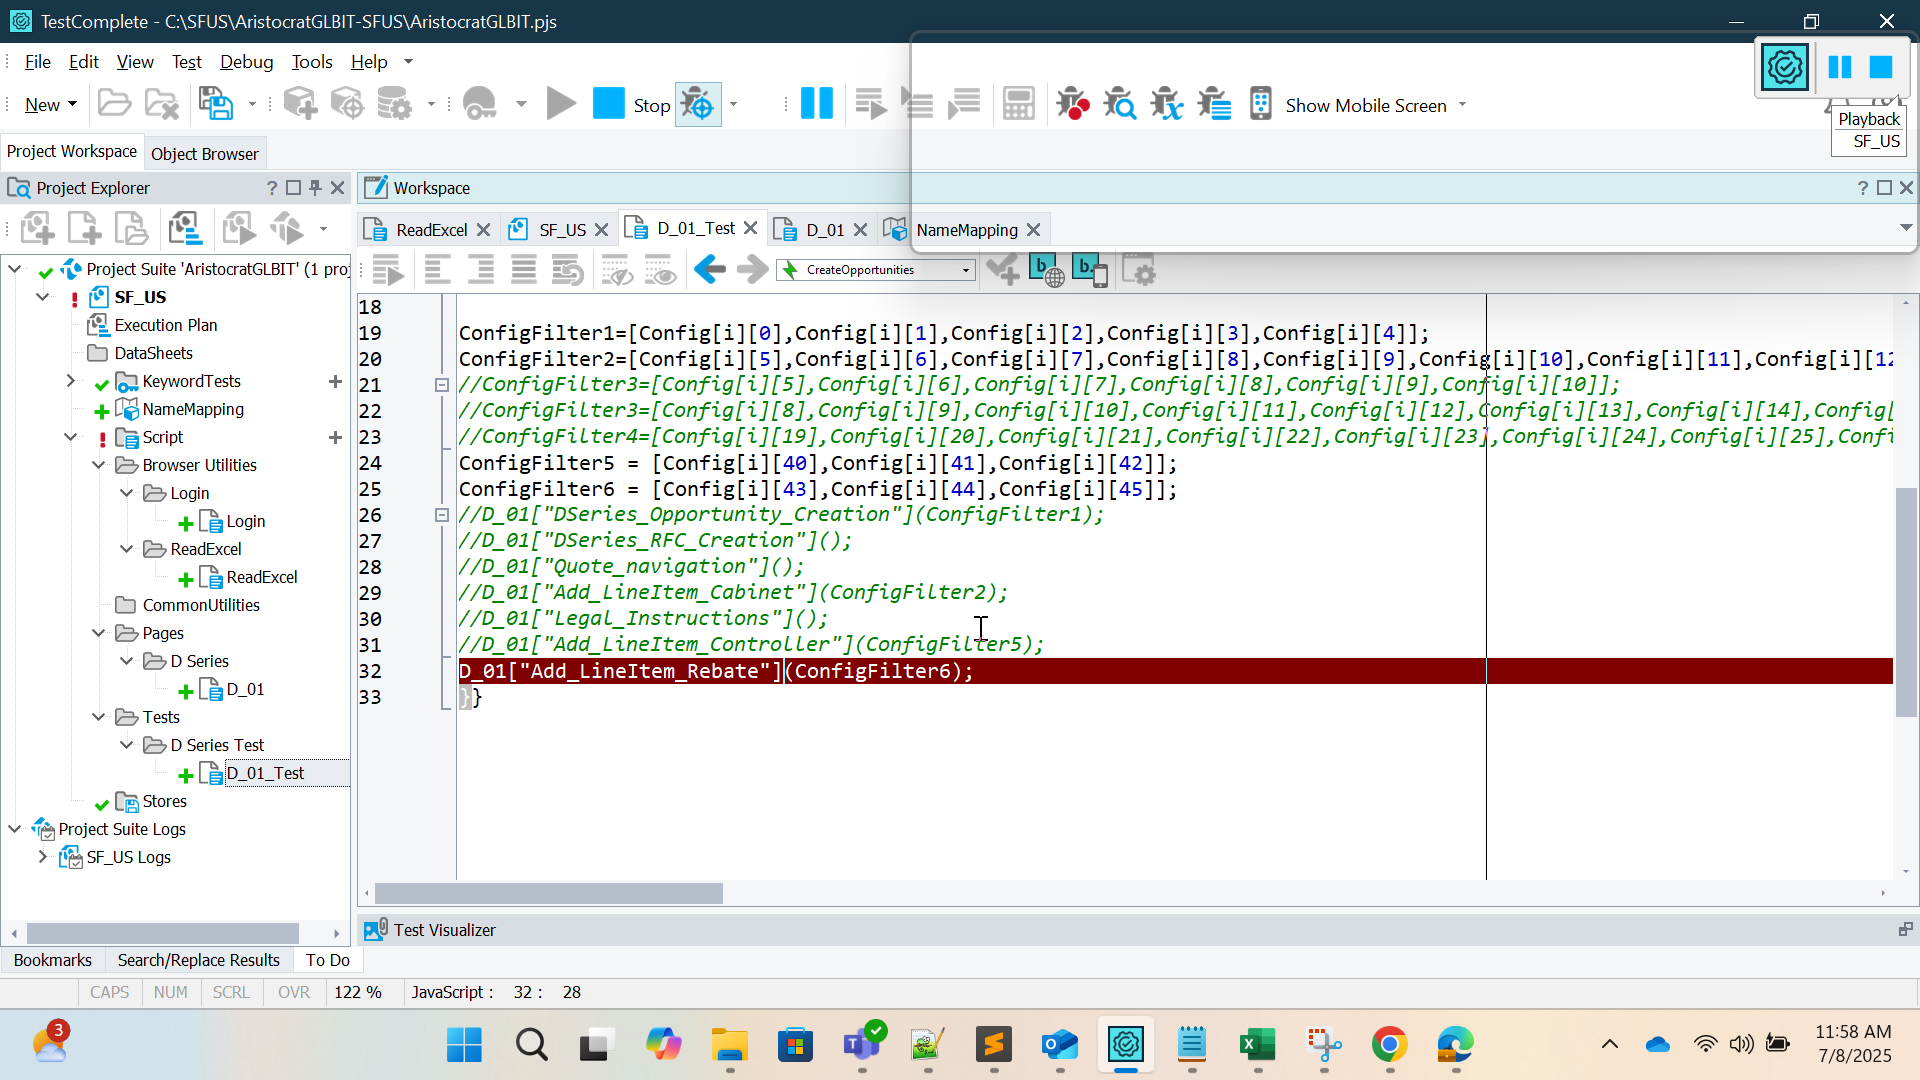 TestComplete - C:\SFUS\AristocratGLBIT-SFUS\AristocratGLBIT.pjs
File Edit View Test Debug Tools Help
New Stop Show Mobile Screen
Playback
SF_US
Project Workspace Object Browser
Project Explorer ?
Workspace ?
ReadExcel SF_US D_01_Test D_01 NameMapping
CreateOpportunities
b b.
Project Suite 'AristocratGLBIT' (1 proj
SF_US
Execution Plan
DataSheets
KeywordTests
NameMapping
Script
Browser Utilities
Login
Login
ReadExcel
ReadExcel
CommonUtilities
Pages
D Series
D_01
Tests
D Series Test
D_01_Test
Stores
Project Suite Logs
SF_US Logs
18
19 ConfigFilter1=[Config[i][0],Config[i][1],Config[i][2],Config[i][3],Config[i][4]];
20 ConfigFilter2=[Config[i][5],Config[i][6],Config[i][7],Config[i][8],Config[i][9],Config[i][10],Config[i][11],Config[i][12
21 //ConfigFilter3=[Config[i][5],Config[i][6],Config[i][7],Config[i][8],Config[i][9],Config[i][10]];
22 //ConfigFilter3=[Config[i][8],Config[i][9],Config[i][10],Config[i][11],Config[i][12],Config[i][13],Config[i][14],Config[
23 //ConfigFilter4=[Config[i][19],Config[i][20],Config[i][21],Config[i][22],Config[i][23],Config[i][24],Config[i][25],Confi
24 ConfigFilter5 = [Config[i][40],Config[i][41],Config[i][42]];
25 ConfigFilter6 = [Config[i][43],Config[i][44],Config[i][45]];
26 //D_01["DSeries_Opportunity_Creation"](ConfigFilter1);
27 //D_01["DSeries_RFC_Creation"]();
28 //D_01["Quote_navigation"]();
29 //D_01["Add_LineItem_Cabinet"](ConfigFilter2);
30 //D_01["Legal_Instructions"]();
31 //D_01["Add_LineItem_Controller"](ConfigFilter5);
32 D_01["Add_LineItem_Rebate"](ConfigFilter6);
33 }}
Test Visualizer
Bookmarks Search/Replace Results To Do
CAPS NUM SCRL OVR 122 % JavaScript : 32 : 28
3
11:58 AM
7/8/2025